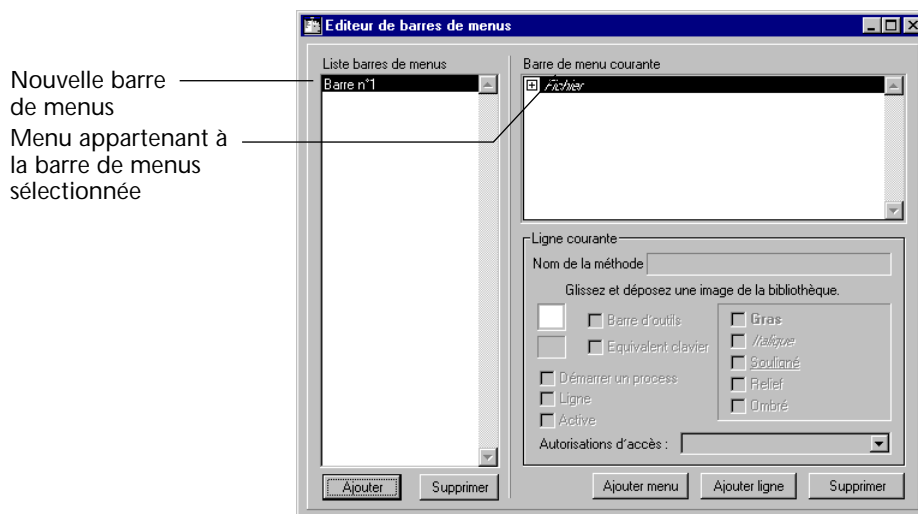 Editeur de barres de menus
Nouvelle barre
de menus
Menu appartenant à
la barre de menus
sélectionnée
Liste barres de menus
Barre n°1
Ajouter
Supprimer
Barre de menu courante
Fichier
Ligne courante
Nom de la méthode
Glissez et déposez une image de la bibliothèque.
Barre d'outils
Equivalent clavier
Démarrer un process
Ligne
Active
Gras
Italique
Souligné
Relief
Ombré
Autorisations d'accès :
Ajouter menu
Ajouter ligne
Supprimer